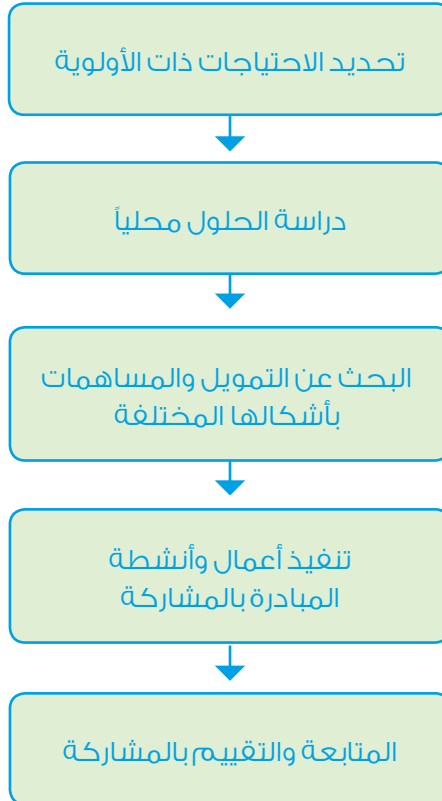 تحديد الاحتياجات ذات الأولوية
دراسة الحلول محلياً
البحث عن التمويل والمساهمات
بأشكالها المختلفة
تنفيذ أعمال وأنشطة
المبادرة بالمشاركة
المتابعة والتقييم بالمشاركة